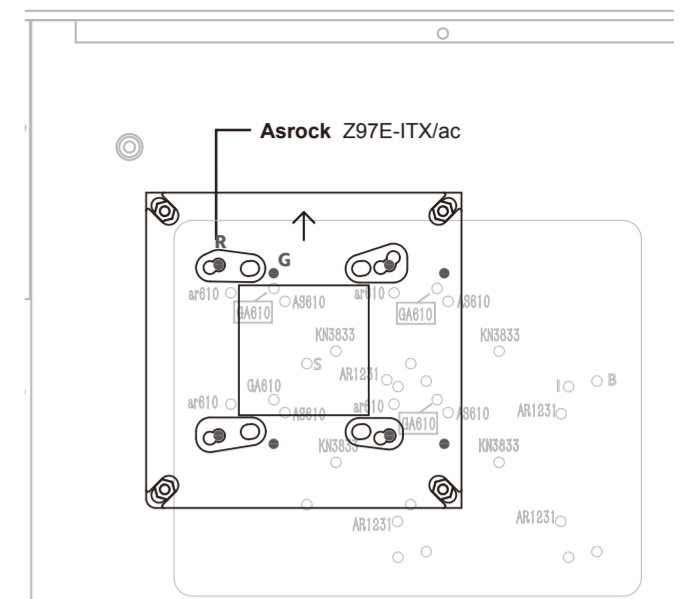 Asrock Z97E-ITX/ac
R
G
ar610
GA610
AS610
ar610
GA610
AS610
KN3833
KN3833
S
AR1231
GA610
I
B
ar610
AS610
ar610
GA610
AS610
AR1231
KN3833
KN3833
AR1231
AR1231